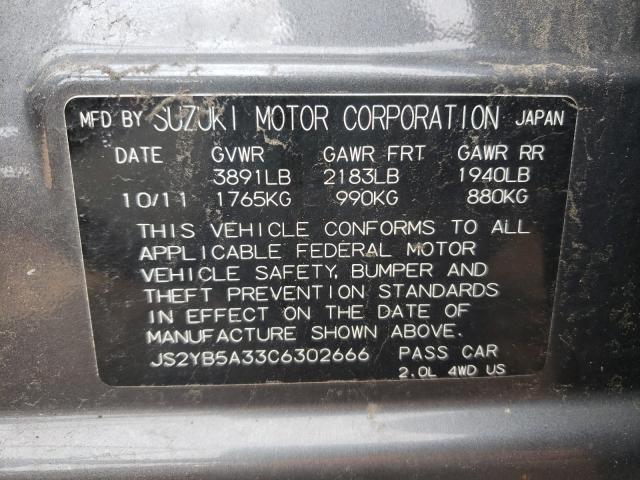 MFD BY SUZUKI MOTOR CORPORATION JAPAN
DATE GVWR GAWR FRT GAWR RR
3891LB 2183LB 1940LB
10/11 1765KG 990KG 880KG
THIS VEHICLE CONFORMS TO ALL
APPLICABLE FEDERAL MOTOR
VEHICLE SAFETY, BUMPER AND
THEFT PREVENTION STANDARDS
IN EFFECT ON THE DATE OF
MANUFACTURE SHOWN ABOVE.
JS2YB5A33C6302666 PASS CAR
2.0L 4WD US